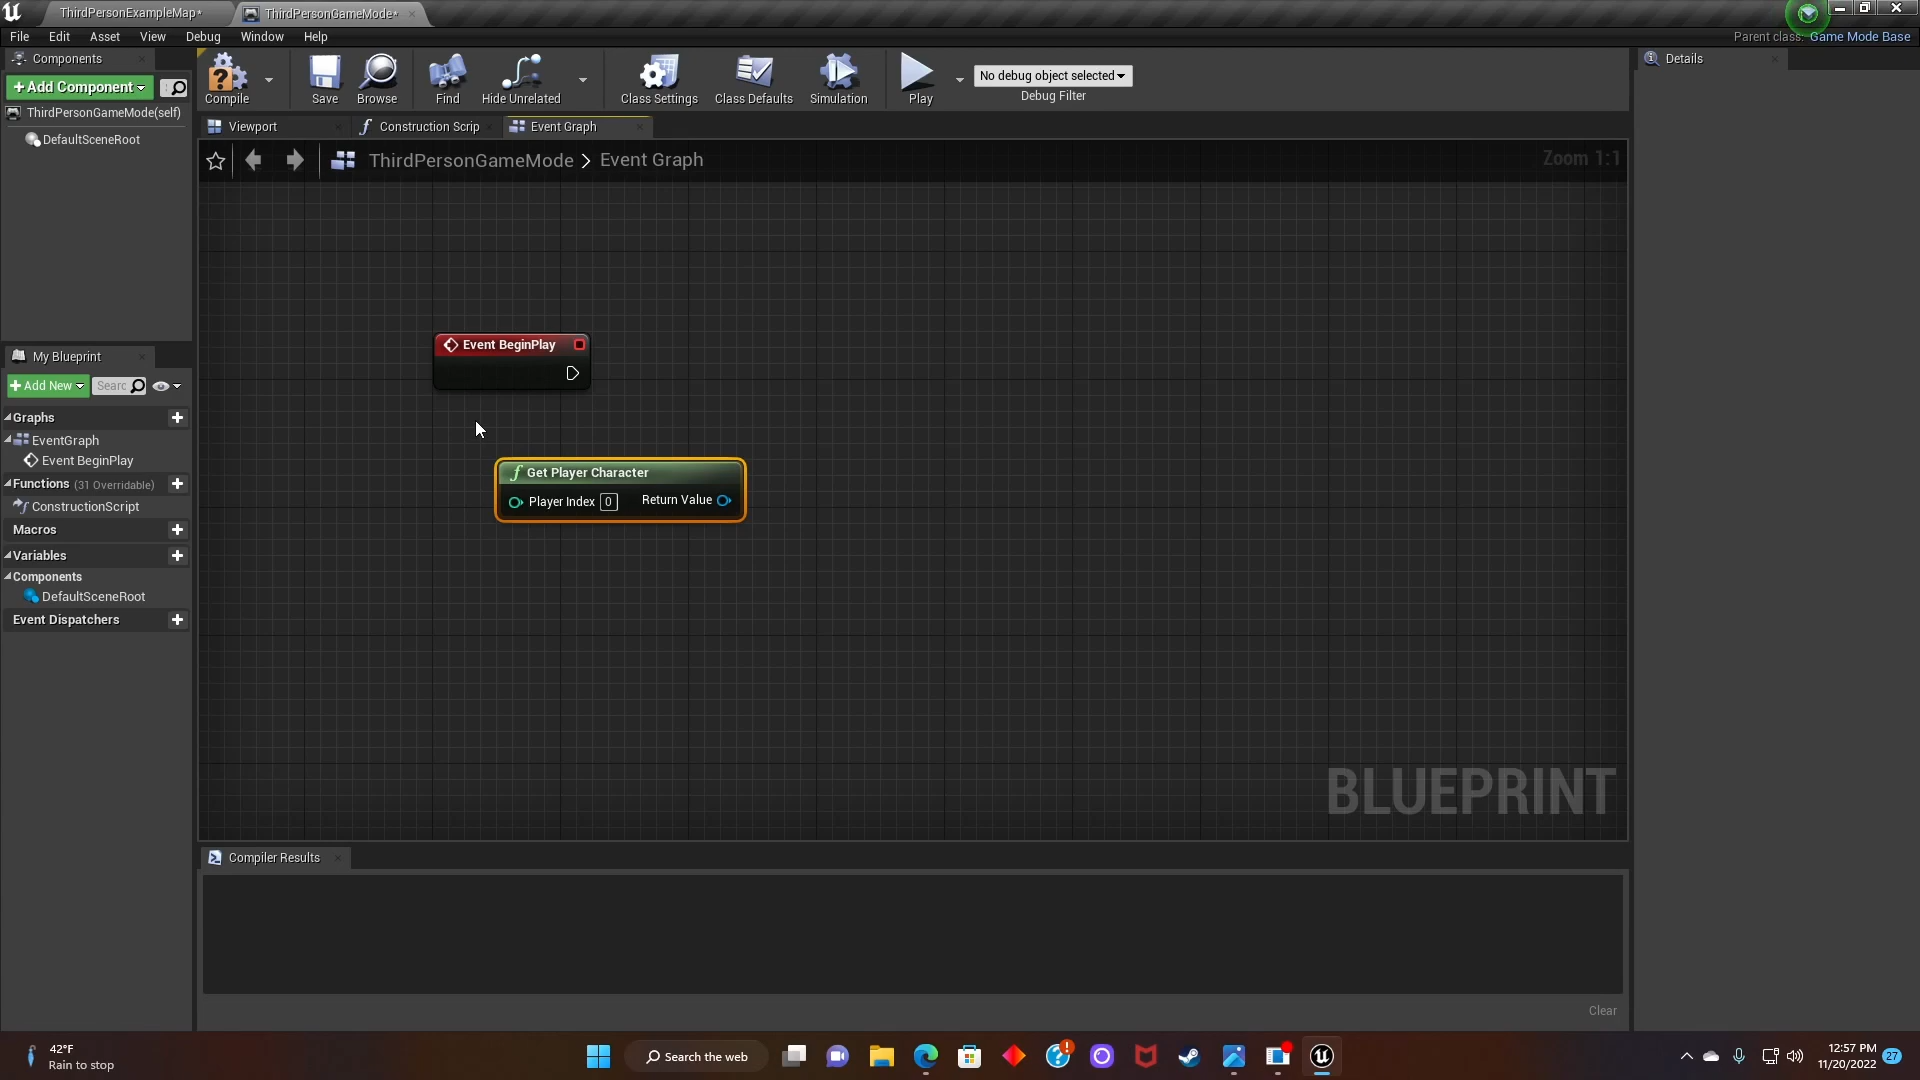 ThirdPersonExampleMap*
ThirdPersonGameMode*
File Edit Asset View Debug Window Help
Parent class: Game Mode Base
Components
Add Component
ThirdPersonGameMode(self)
DefaultSceneRoot
Compile
Save
Browse
Find
Hide Unrelated
Class Settings
Class Defaults
Simulation
Play
No debug object selected
Debug Filter
Details
Viewport
Construction Scrip
Event Graph
ThirdPersonGameMode > Event Graph
Zoom 1:1
Event BeginPlay
Get Player Character
Player Index 0
Return Value
BLUEPRINT
My Blueprint
Add New
Searc
Graphs
EventGraph
Event BeginPlay
Functions (31 Overridable)
ConstructionScript
Macros
Variables
Components
DefaultSceneRoot
Event Dispatchers
Compiler Results
Clear
42°F
Rain to stop
Search the web
12:57 PM
11/20/2022
27